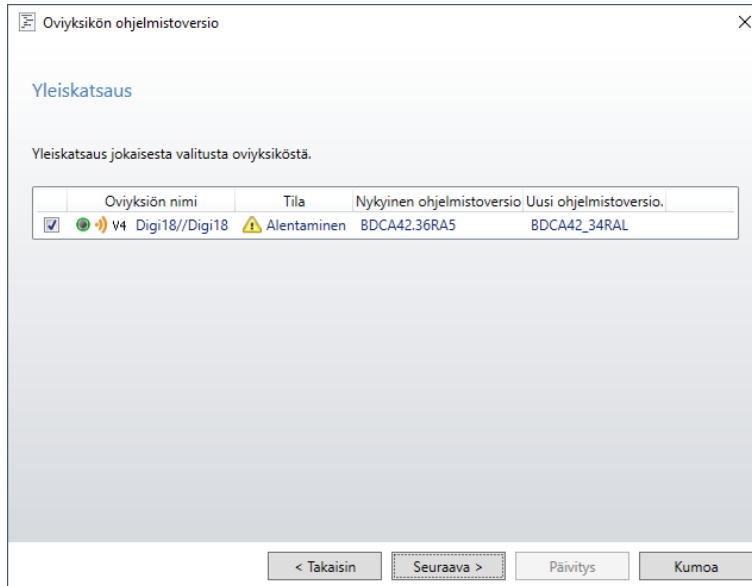 Oviyksikön ohjelmistoversio
Yleiskatsaus
Yleiskatsaus jokaisesta valitusta oviyksiköstä.
Oviyksiön nimi Tila Nykyinen ohjelmistoversio Uusi ohjelmistoversio.
V4 Digi18//Digi18 Alentaminen BDCA42.36RA5 BDCA42_34RAL
< Takaisin Seuraava > Päivitys Kumoa